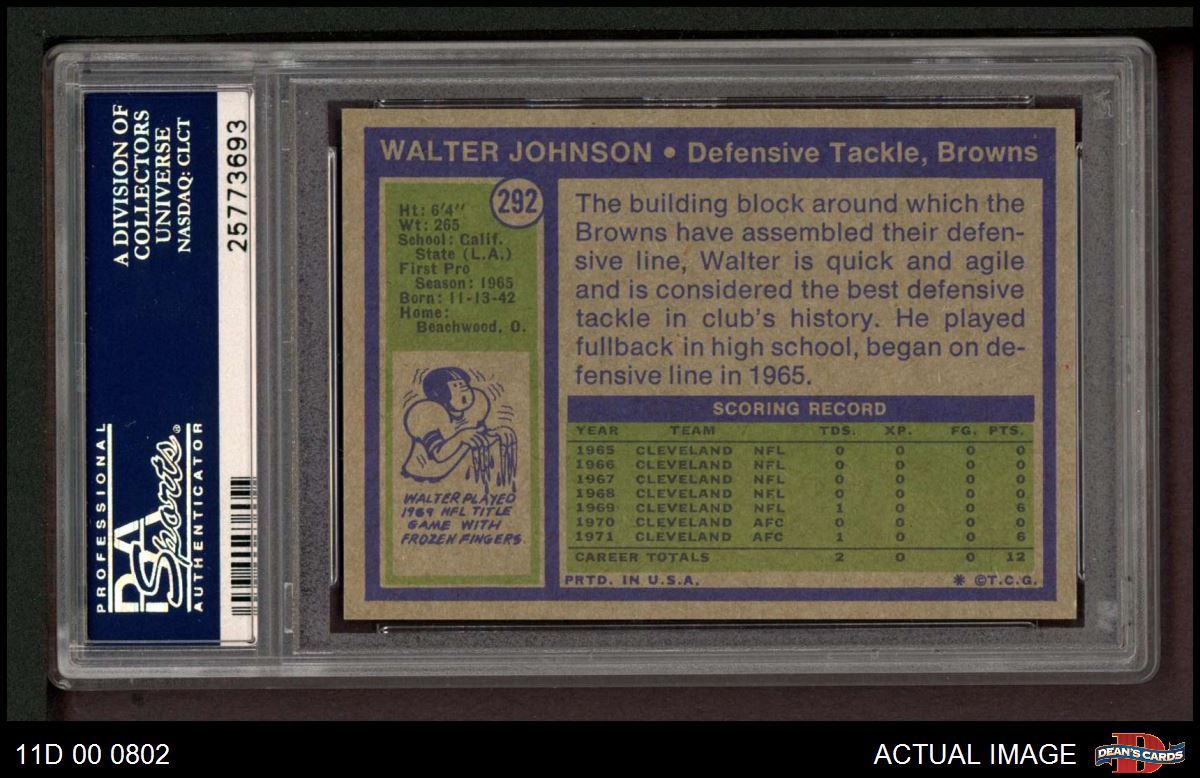 A DIVISION OF
COLLECTORS
UNIVERSE
NASDAQ: CLCT
PROFESSIONAL
PSA
Sports®
AUTHENTICATOR
25773693
WALTER JOHNSON • Defensive Tackle, Browns
292
Ht: 6'4"
Wt: 265
School: Calif.
State (L.A.)
First Pro
Season: 1965
Born: 11-13-42
Home:
Beachwood, O.
WALTER PLAYED
1969 NFL TITLE
GAME WITH
FROZEN FINGERS.
The building block around which the
Browns have assembled their defen-
sive line, Walter is quick and agile
and is considered the best defensive
tackle in club's history. He played
fullback in high school, began on de-
fensive line in 1965.
SCORING RECORD
YEAR TEAM TDS. XP. FG. PTS.
1965 CLEVELAND NFL 0 0 0 0
1966 CLEVELAND NFL 0 0 0 0
1967 CLEVELAND NFL 0 0 0 0
1968 CLEVELAND NFL 0 0 0 0
1969 CLEVELAND NFL 1 0 0 6
1970 CLEVELAND AFC 0 0 0 0
1971 CLEVELAND AFC 1 0 0 6
CAREER TOTALS 2 0 0 12
PRTD. IN U.S.A. * ©T.C.G.
11D 00 0802
ACTUAL IMAGE
DEAN'S CARDS